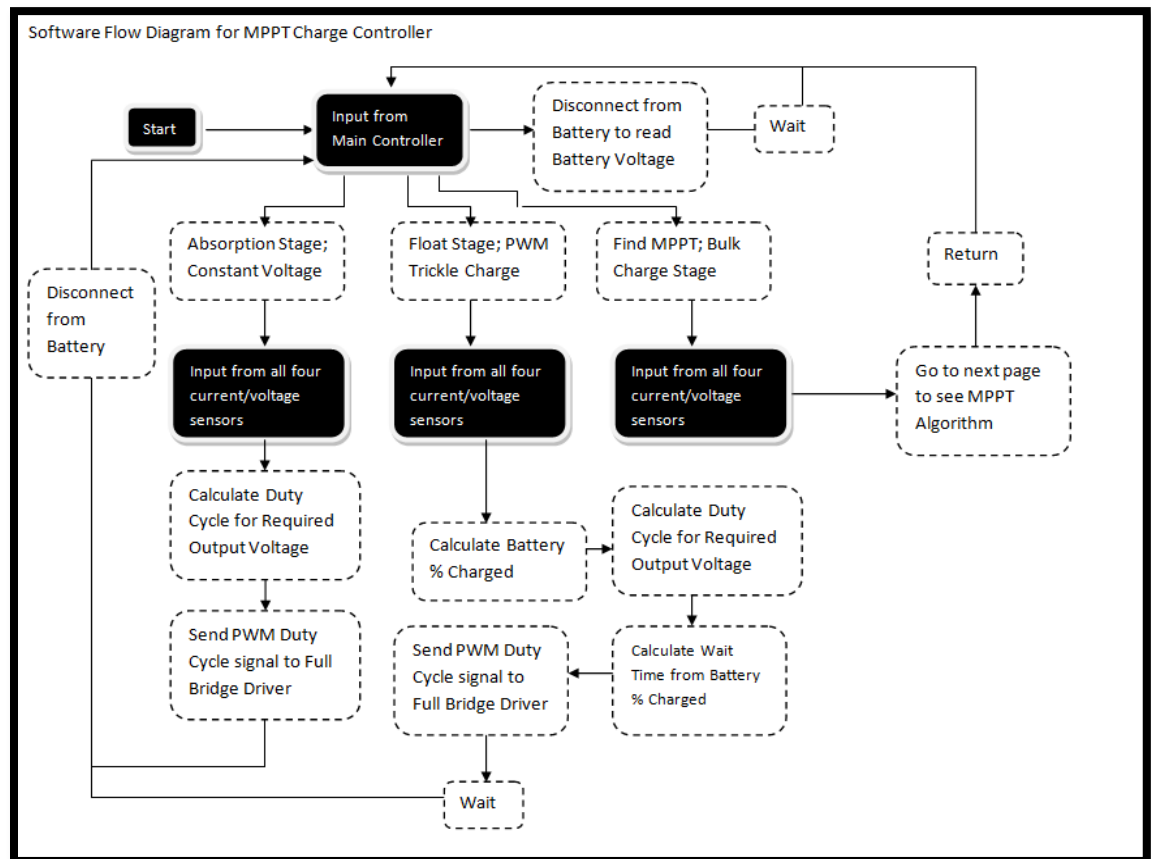 Software Flow Diagram for MPPT Charge Controller
Start
Input from
Main Controller
Disconnect from
Battery to read
Battery Voltage
Wait
Absorption Stage;
Constant Voltage
Float Stage; PWM
Trickle Charge
Find MPPT; Bulk
Charge Stage
Return
Disconnect
from
Battery
Input from all four
current/voltage
sensors
Input from all four
current/voltage
sensors
Input from all four
current/voltage
sensors
Go to next page
to see MPPT
Algorithm
Calculate Duty
Cycle for Required
Output Voltage
Calculate Battery
% Charged
Calculate Duty
Cycle for Required
Output Voltage
Send PWM Duty
Cycle signal to Full
Bridge Driver
Send PWM Duty
Cycle signal to
Full Bridge Driver
Calculate Wait
Time from Battery
% Charged
Wait